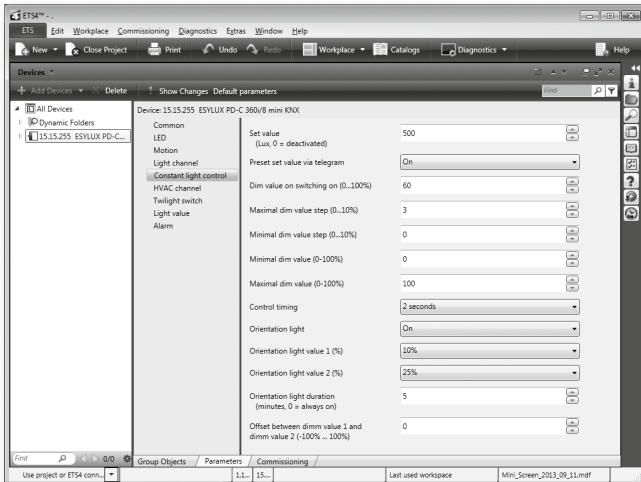 ETS4™ - .
ETS Edit Workplace Commissioning Diagnostics Extras Window Help
New Close Project Print Undo Redo Workplace Catalogs Diagnostics Help
Devices
Add Devices Delete Show Changes Default parameters Find
All Devices
Dynamic Folders
15.15.255 ESYLUX PD-C...
Device: 15.15.255 ESYLUX PD-C 360i/8 mini KNX
Common
LED
Motion
Light channel
Constant light control
HVAC channel
Twilight switch
Light value
Alarm
Set value 500
(Lux, 0 = deactivated)
Preset set value via telegram On
Dim value on switching on (0...100%) 60
Maximal dim value step (0...10%) 3
Minimal dim value step (0...10%) 0
Minimal dim value (0-100%) 0
Maximal dim value (0-100%) 100
Control timing 2 seconds
Orientation light On
Orientation light value 1 (%) 10%
Orientation light value 2 (%) 25%
Orientation light duration 5
(minutes, 0 = always on)
Offset between dimm value 1 and 0
dimm value 2 (-100% ... 100%)
Find 0/0
Group Objects Parameters Commissioning
Use project or ETS4 conn... 1.1... 15... Last used workspace Mini_Screen_2013_09_11.mdf